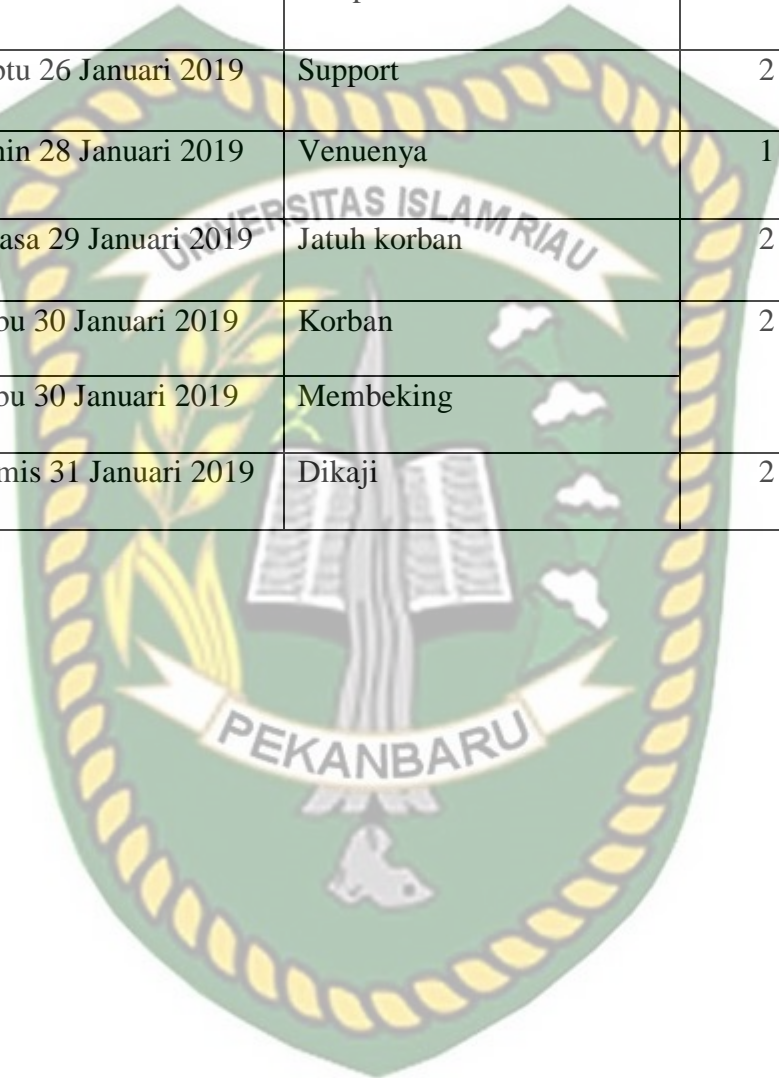 btu 26 Januari 2019 Support 2
nin 28 Januari 2019 Venuenya 1
UNIVERSITAS ISLAM RIAU
asa 29 Januari 2019 Jatuh korban 2
bu 30 Januari 2019 Korban 2
bu 30 Januari 2019 Membeking
mis 31 Januari 2019 Dikaji 2
PEKANBARU